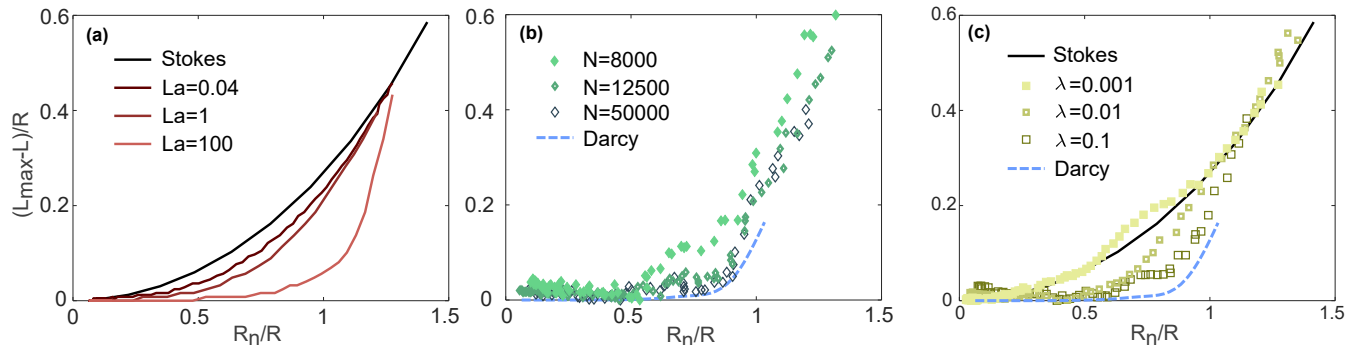 (a)
Stokes
La=0.04
La=1
La=100
(Lmax-L)/R
0.6
0.4
0.2
0
0
0.5
1
1.5
Rn/R
(b)
N=8000
N=12500
N=50000
Darcy
0.6
0.4
0.2
0
0
0.5
1
1.5
Rn/R
(c)
Stokes
λ=0.001
λ=0.01
λ=0.1
Darcy
0.6
0.4
0.2
0
0
0.5
1
1.5
Rn/R